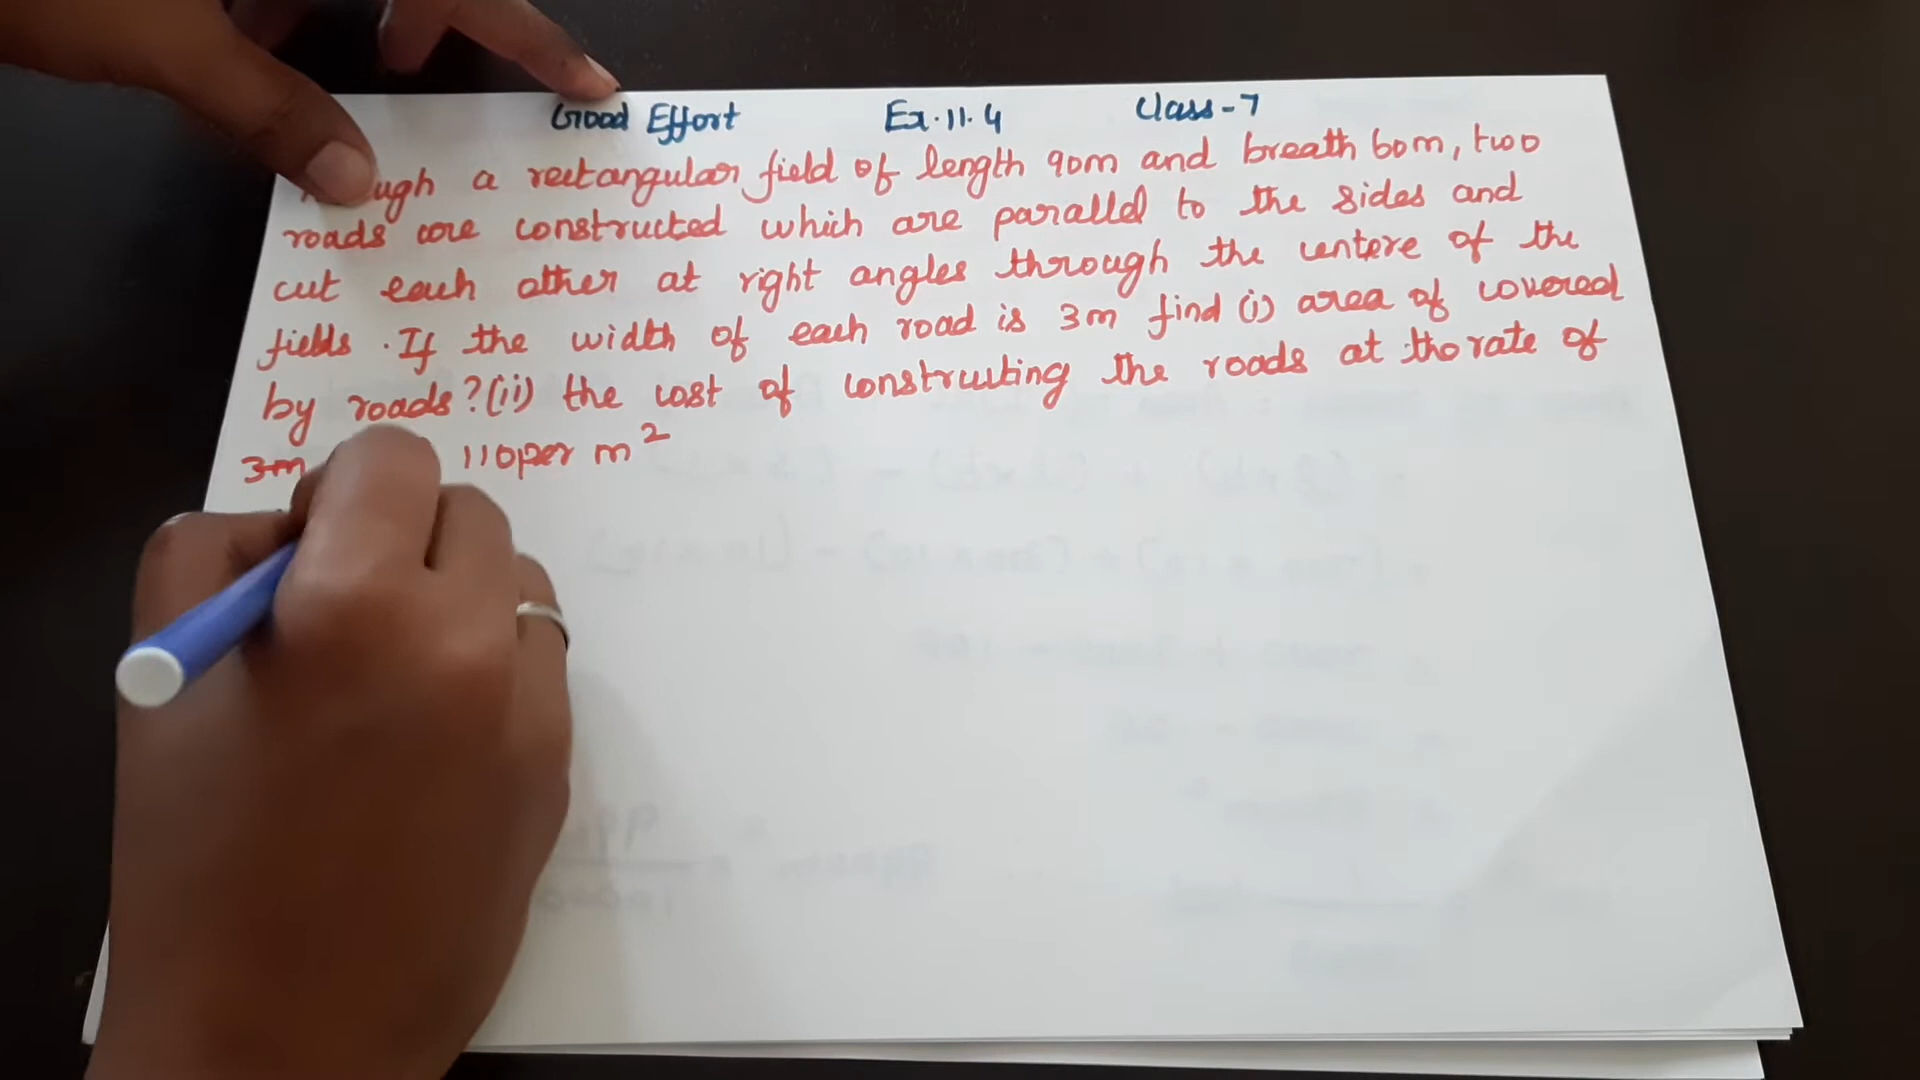 Good Effort Ex.11.4 Class-7
a rectangular field of length 90m and breath 60m, two
roads are constructed which are parallel to the sides and
cut each other at right angles through the centere of the
fields. If the width of each road is 3m find (i) area of covered
by roads? (ii) the cost of constructing the roads at the rate of
3m 110per m²